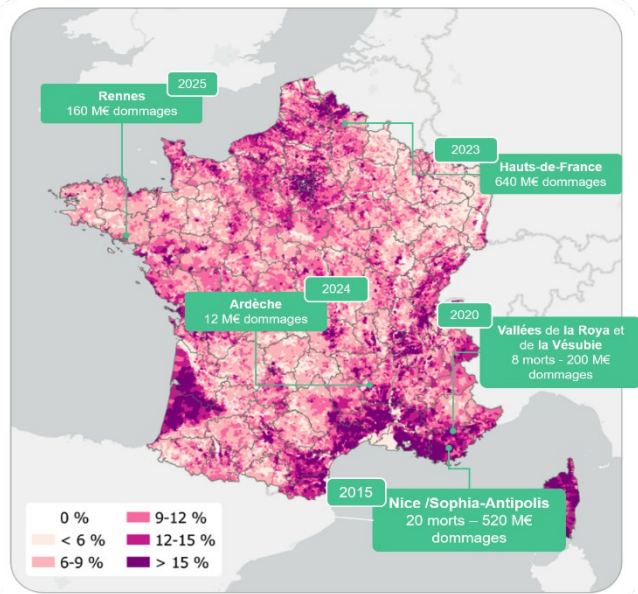 2025
Rennes
160 M€ dommages
2023
Hauts-de-France
640 M€ dommages
2024
Ardèche
12 M€ dommages
2020
Vallées de la Roya et
de la Vésubie
8 morts - 200 M€
dommages
2015
Nice /Sophia-Antipolis
20 morts – 520 M€
dommages
0 %
< 6 %
6-9 %
9-12 %
12-15 %
> 15 %